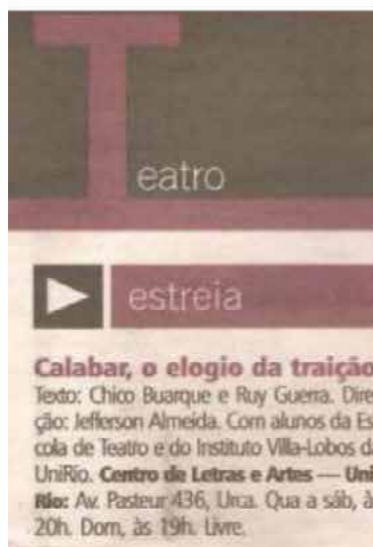 Teatro
estreia
Calabar, o elogio da traição
Texto: Chico Buarque e Ruy Guerra. Dire
ção: Jefferson Almeida. Com alunos da Es
cola de Teatro e do Instituto Villa-Lobos d
UniRio. Centro de Letras e Artes — Uni
Rio: Av. Pasteur 436, Urca. Qua a sáb, à
20h. Dom, às 19h. Livre.